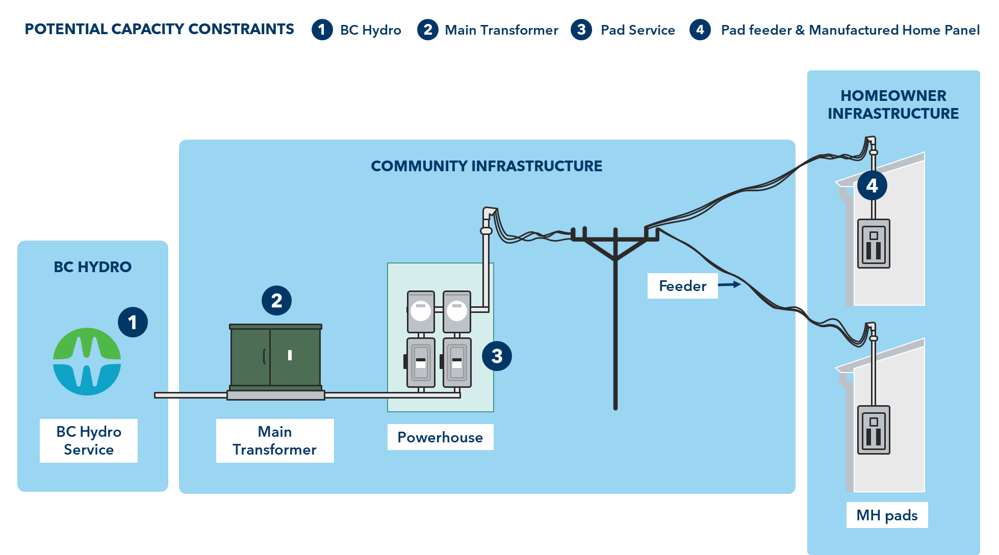 POTENTIAL CAPACITY CONSTRAINTS 1 BC Hydro 2 Main Transformer 3 Pad Service 4 Pad feeder & Manufactured Home Panel
HOMEOWNER
INFRASTRUCTURE
COMMUNITY INFRASTRUCTURE
4
BC HYDRO
Feeder
2
1
3
BC Hydro
Service
Main
Transformer
Powerhouse
MH pads